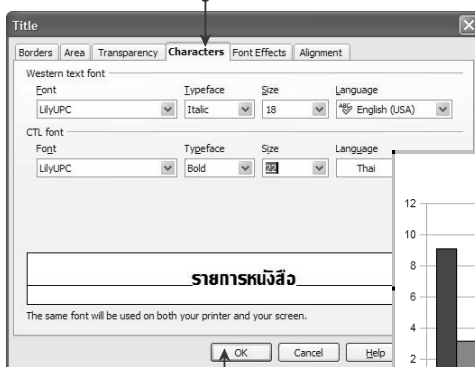 Title
Borders Area Transparency Characters Font Effects Alignment
Western text font
Font Typeface Size Language
LilyUPC Italic 18 English (USA)
CTL font
Font Typeface Size Language
LilyUPC Bold 22 Thai
12
10
8
6
4
2
รายการหนังสือ
The same font will be used on both your printer and your screen.
OK Cancel Help